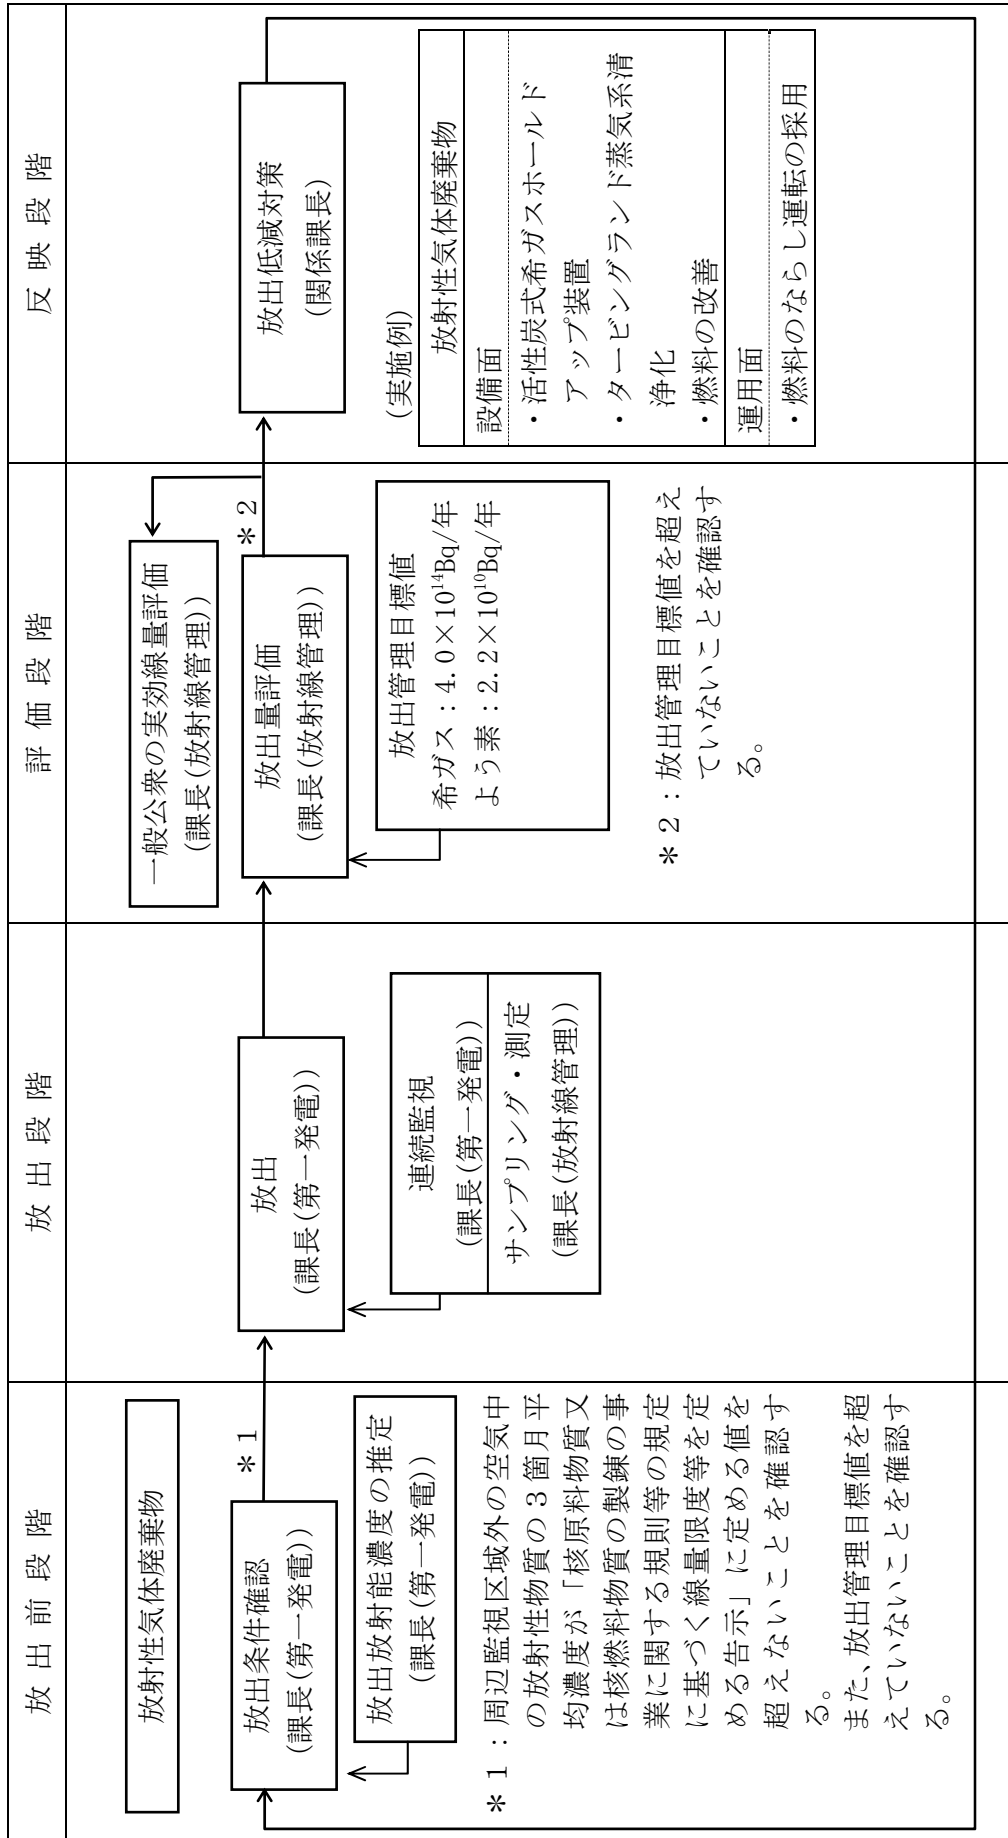 放出前段階
放射性気体廃棄物
放出条件確認
(課長(第一発電))
＊1
放出放射能濃度の推定
(課長(第一発電))
＊1：周辺監視区域外の空気中
の放射性物質の3箇月平
均濃度が「核原料物質又
は核燃料物質の製錬の事
業に関する規則等の規定
に基づく線量限度等を定
める告示」に定める値を
超えないことを確認す
る。
また、放出管理目標値を超
えていないことを確認す
る。
放出段階
放出
(課長(第一発電))
連続監視
(課長(第一発電))
サンプリング・測定
(課長(放射線管理))
評価段階
一般公衆の実効線量評価
(課長(放射線管理))
放出量評価
(課長(放射線管理))
＊2
放出管理目標値
希ガス：4.0×10¹⁴Bq/年
よう素：2.2×10¹⁰Bq/年
＊2：放出管理目標値を超え
ていないことを確認す
る。
反映段階
放出低減対策
(関係課長)
(実施例)
放射性気体廃棄物
設備面
・活性炭式希ガスホールド
アップ装置
・タービングランド蒸気系清
浄化
・燃料の改善
運用面
・燃料のならし運転の採用